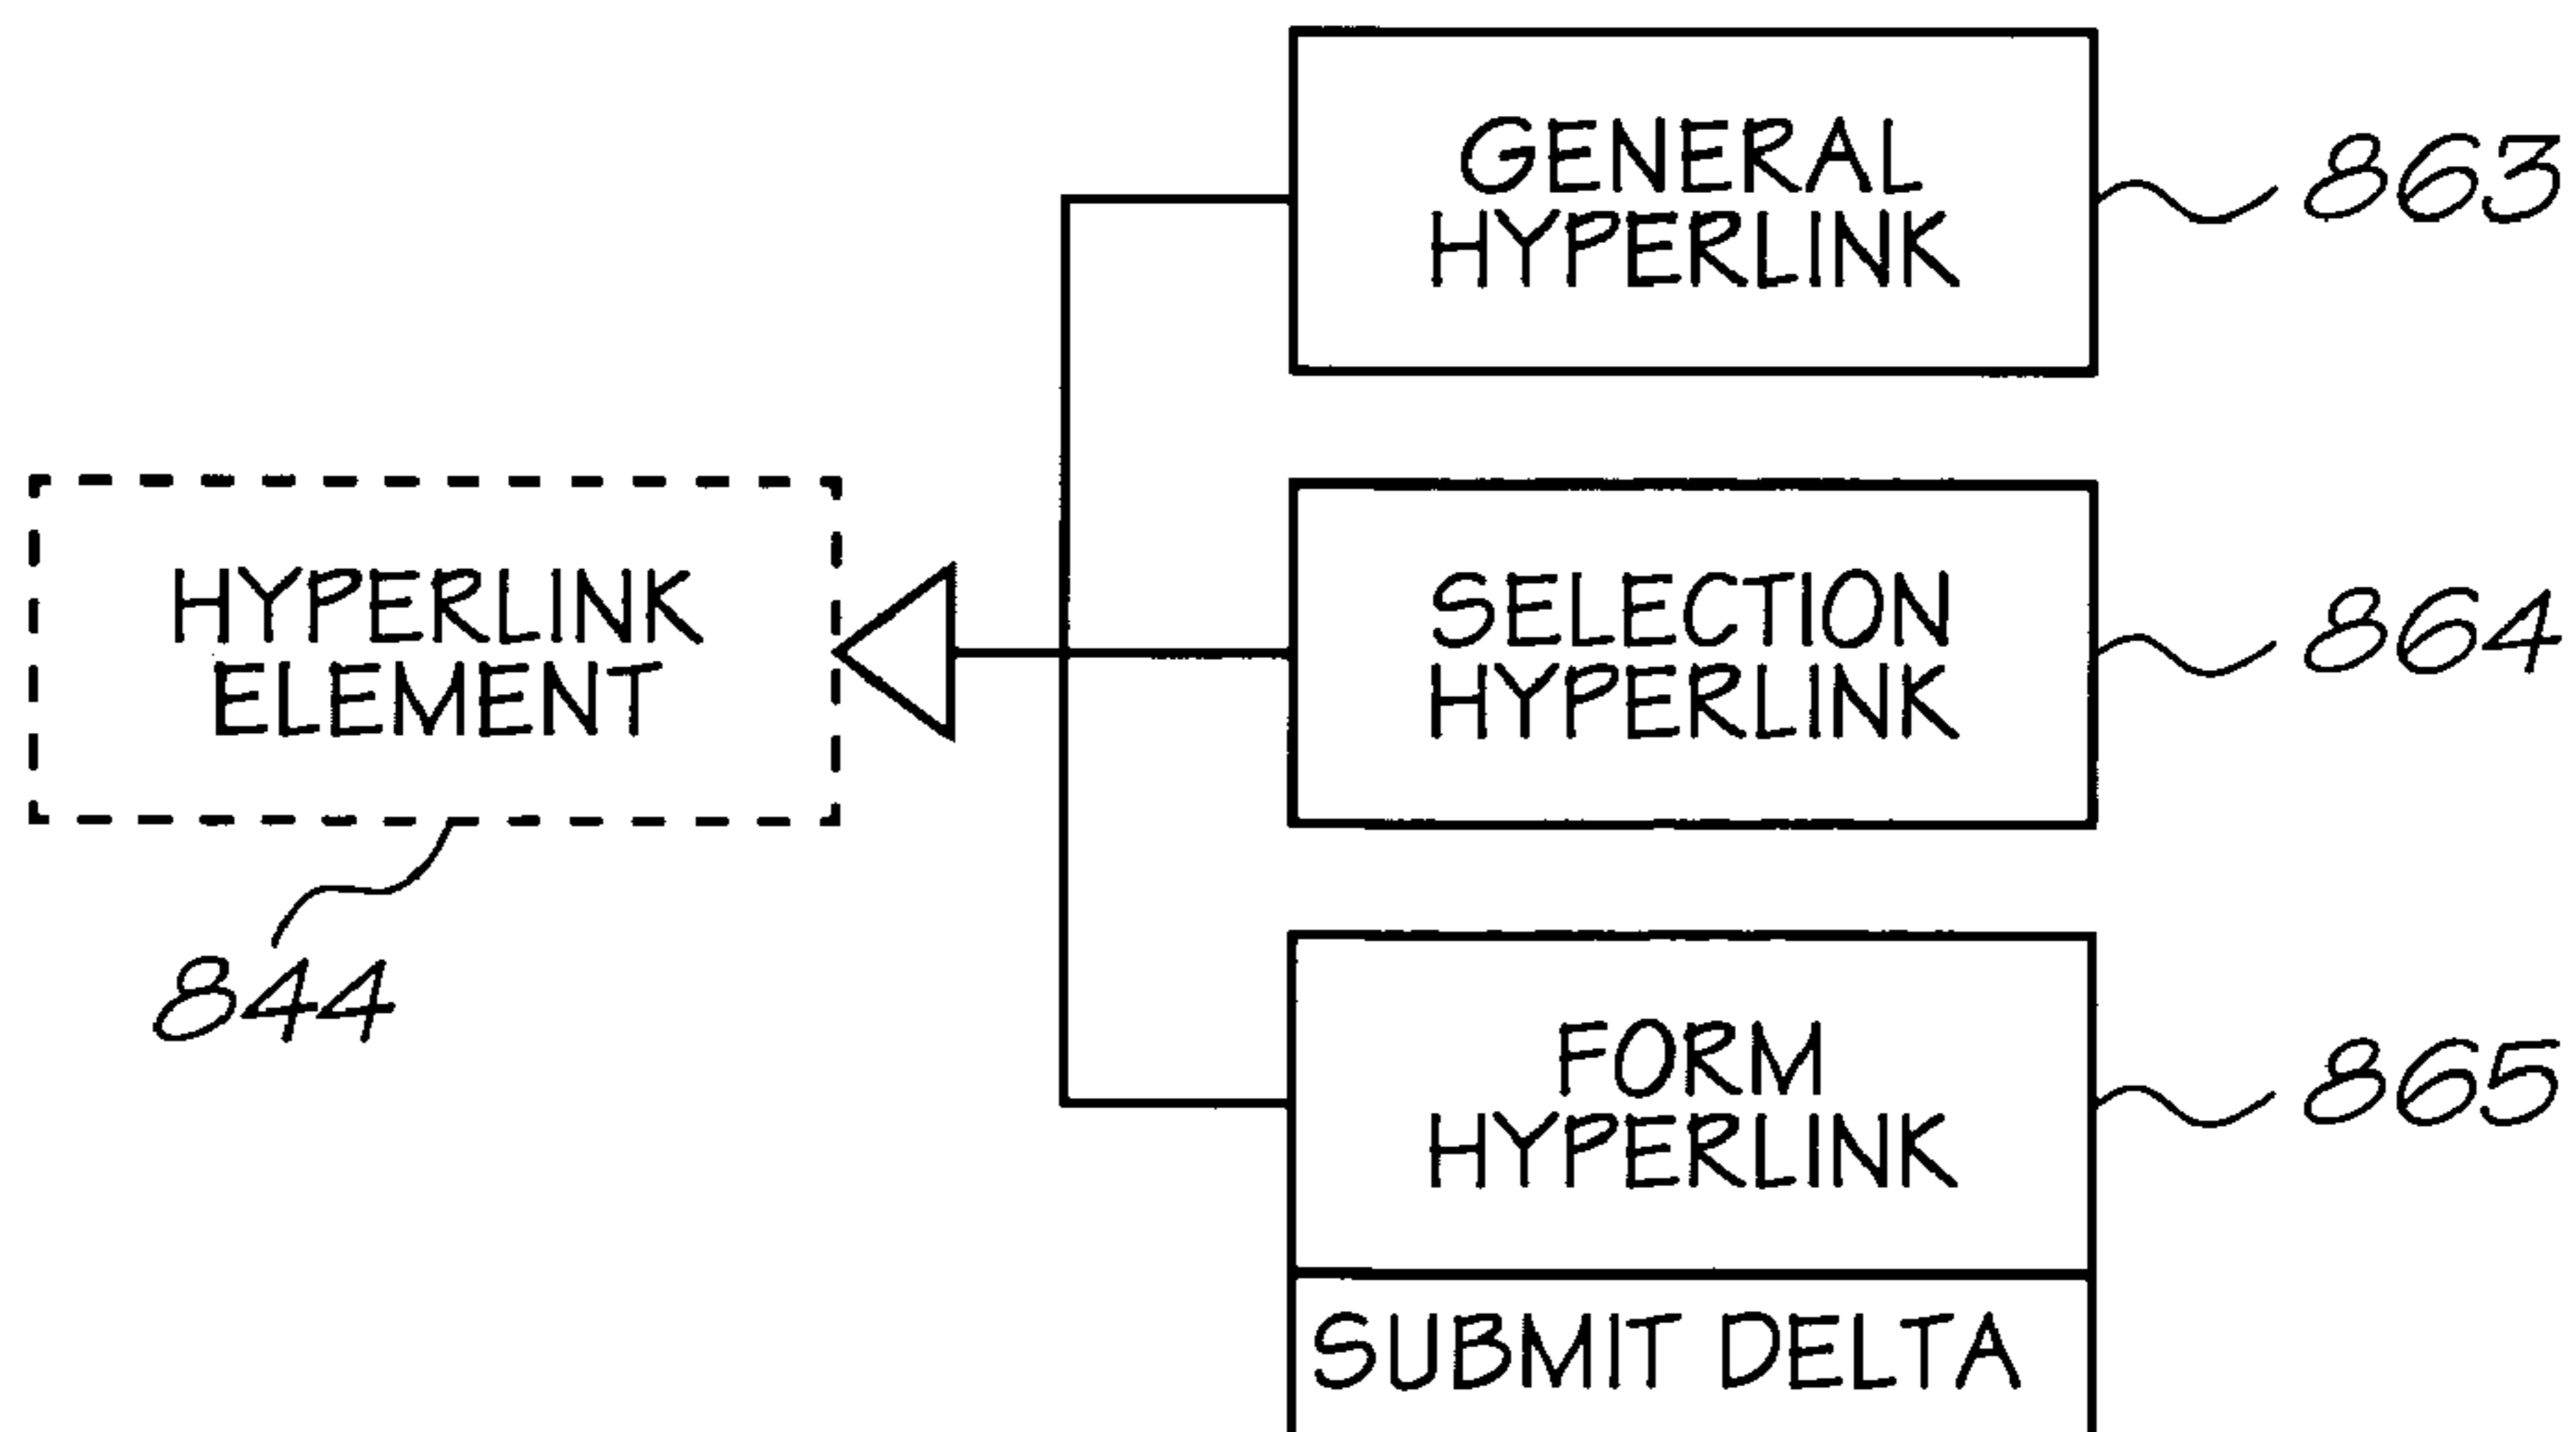 GENERAL
HYPERLINK
863
HYPERLINK
ELEMENT
844
SELECTION
HYPERLINK
864
FORM
HYPERLINK
865
SUBMIT DELTA